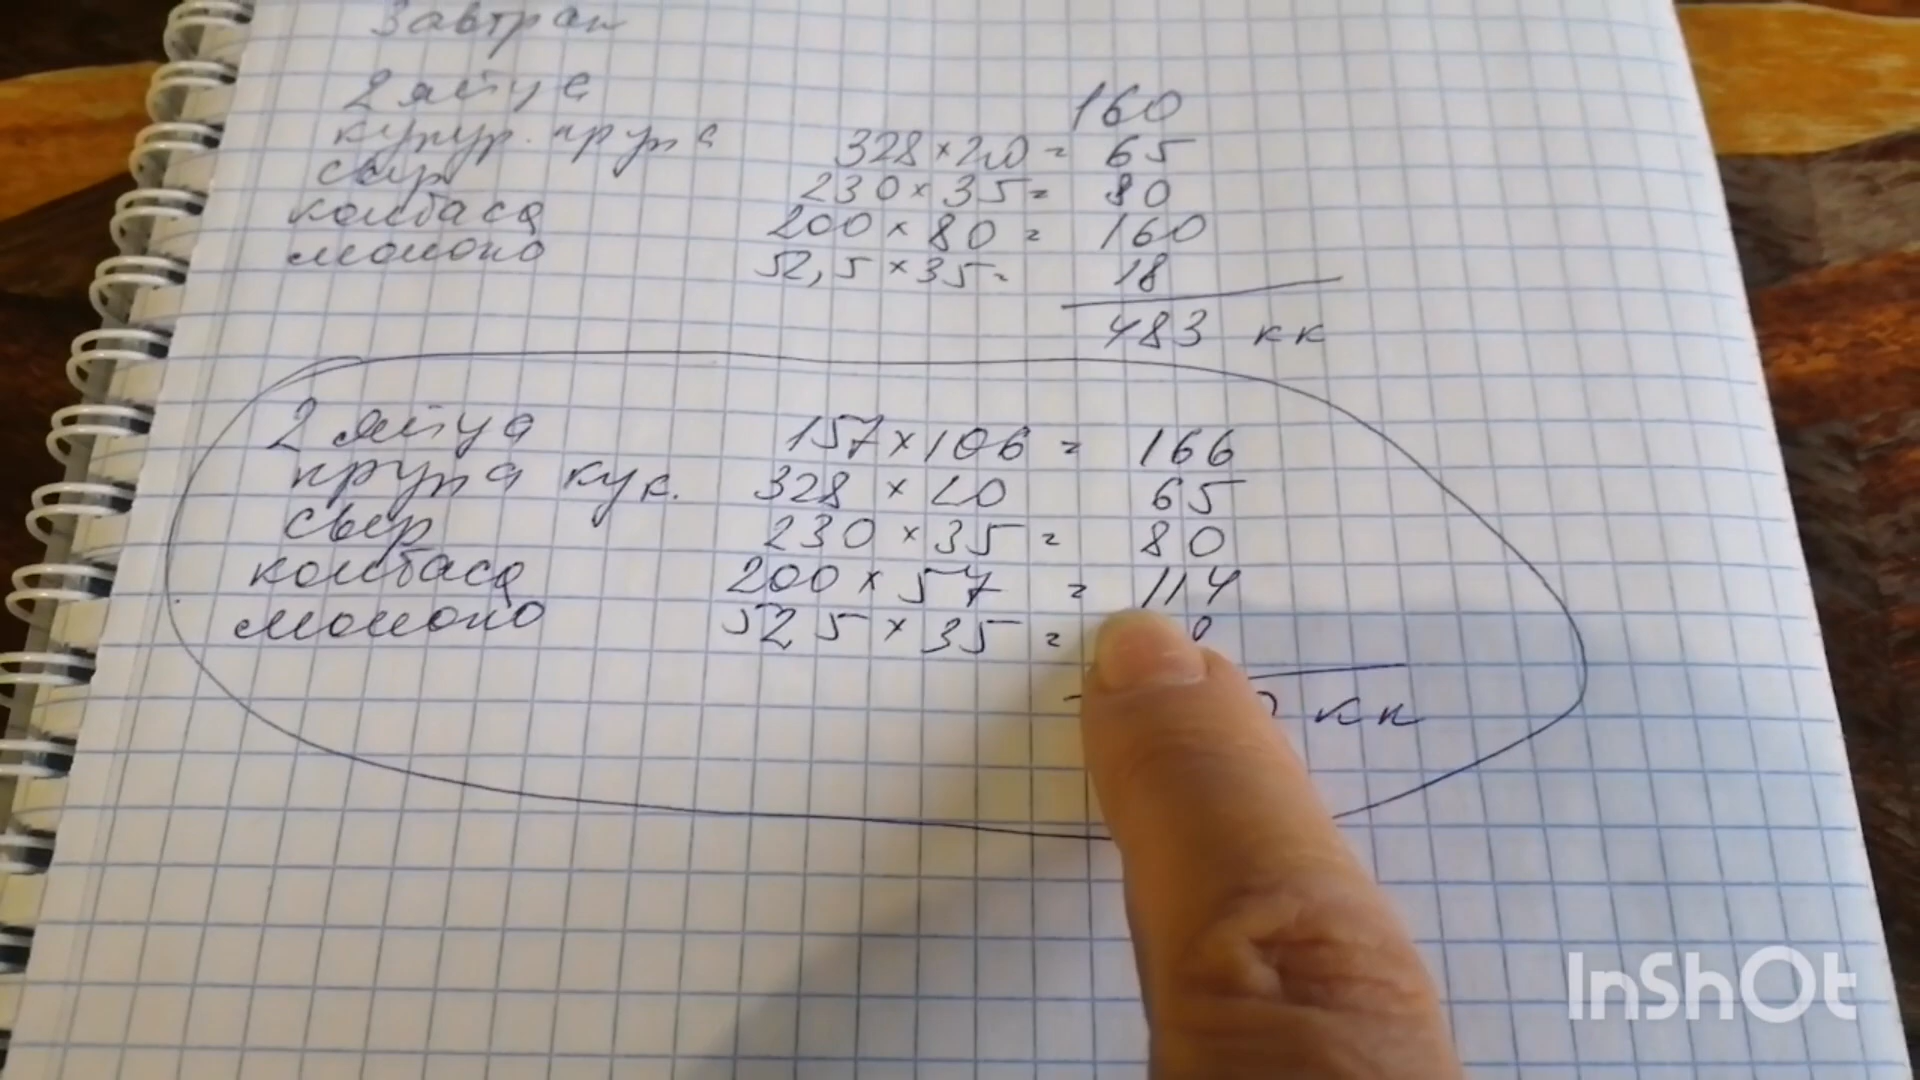 Завтрак
2 яйца 160
кукур. крупа 328 × 20 = 65
сыр 230 × 35 = 80
колбаса 200 × 80 = 160
молоко 52,5 × 35 = 18
483 кк
2 яйца 157 × 106 = 166
крупа кук. 328 × 20 65
сыр 230 × 35 = 80
колбаса 200 × 57 = 114
молоко 52 5 × 35 =
кк
InShOt